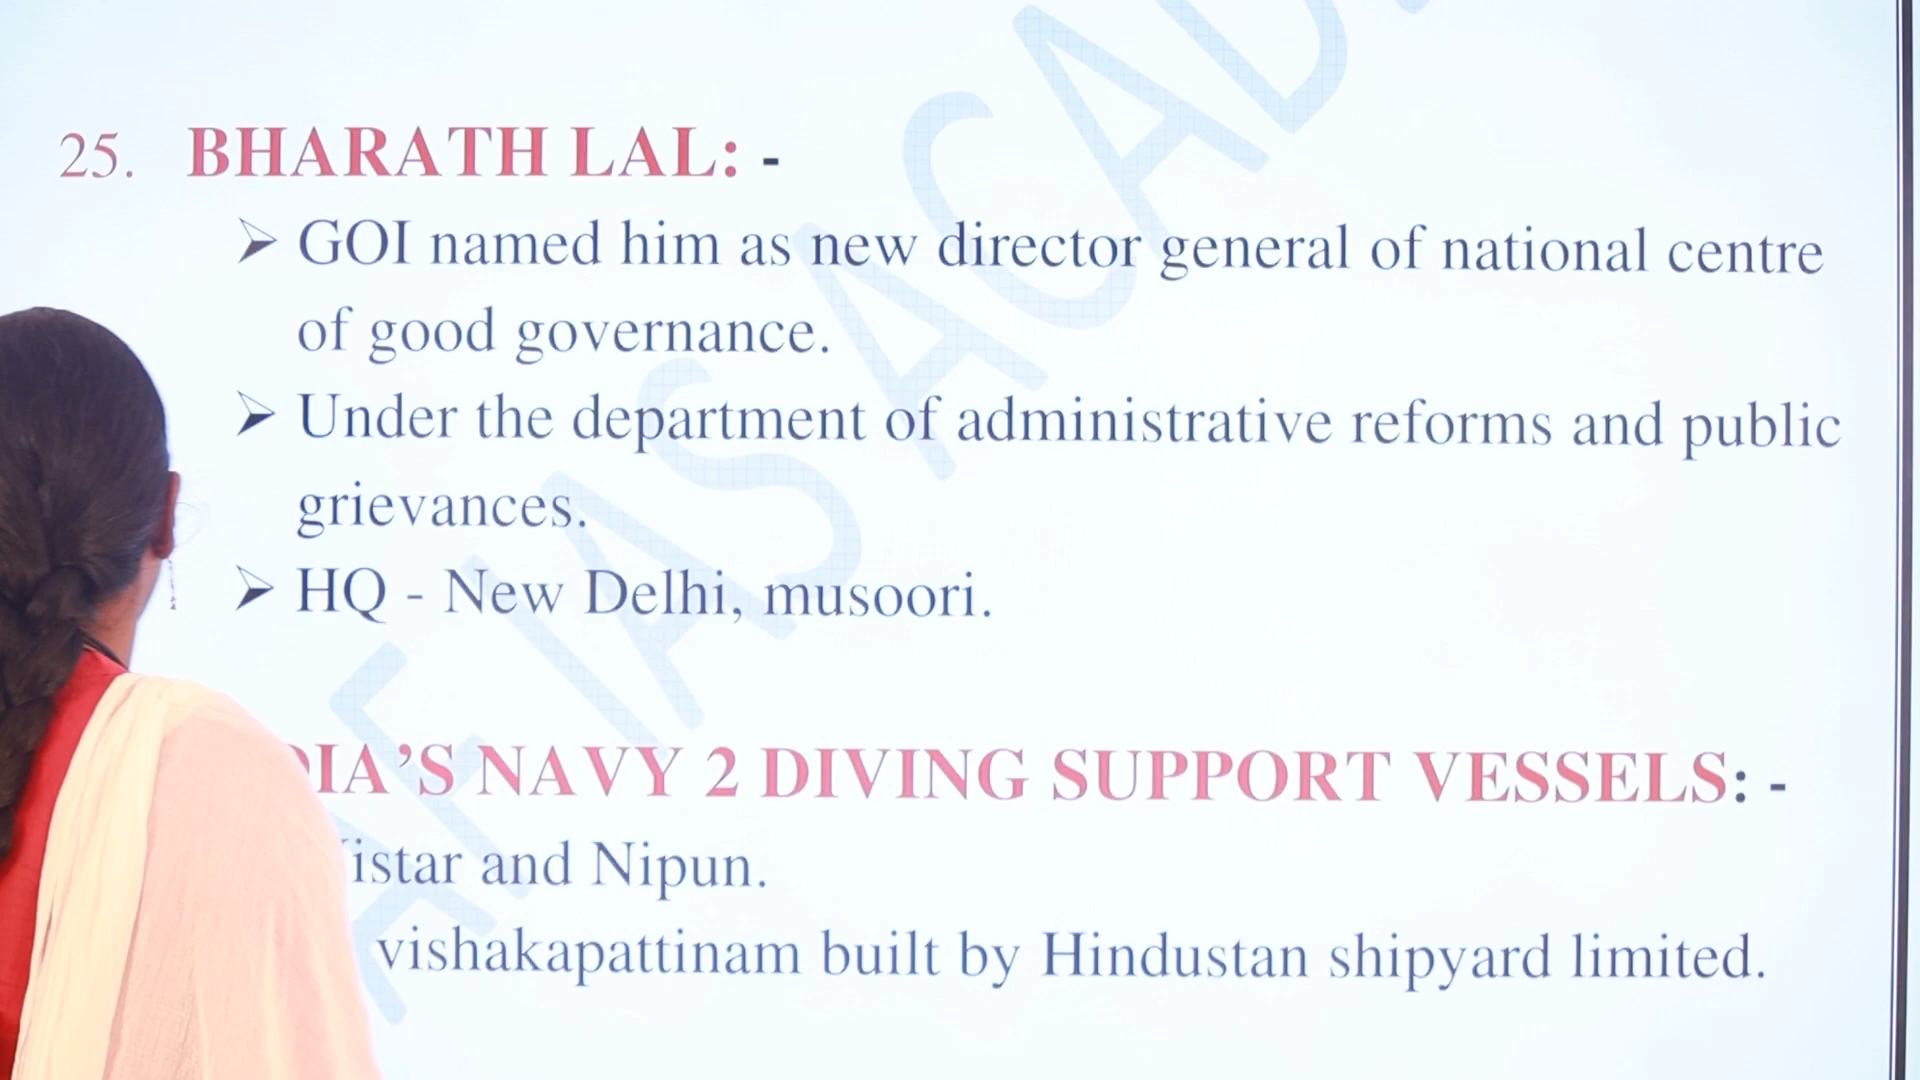 25. BHARATH LAL: -
➢ GOI named him as new director general of national centre
of good governance.
➢ Under the department of administrative reforms and public
grievances.
➢ HQ - New Delhi, musoori.
NAVY 2 DIVING SUPPORT VESSELS: -
and Nipun.
vishakapattinam built by Hindustan shipyard limited.
IAS